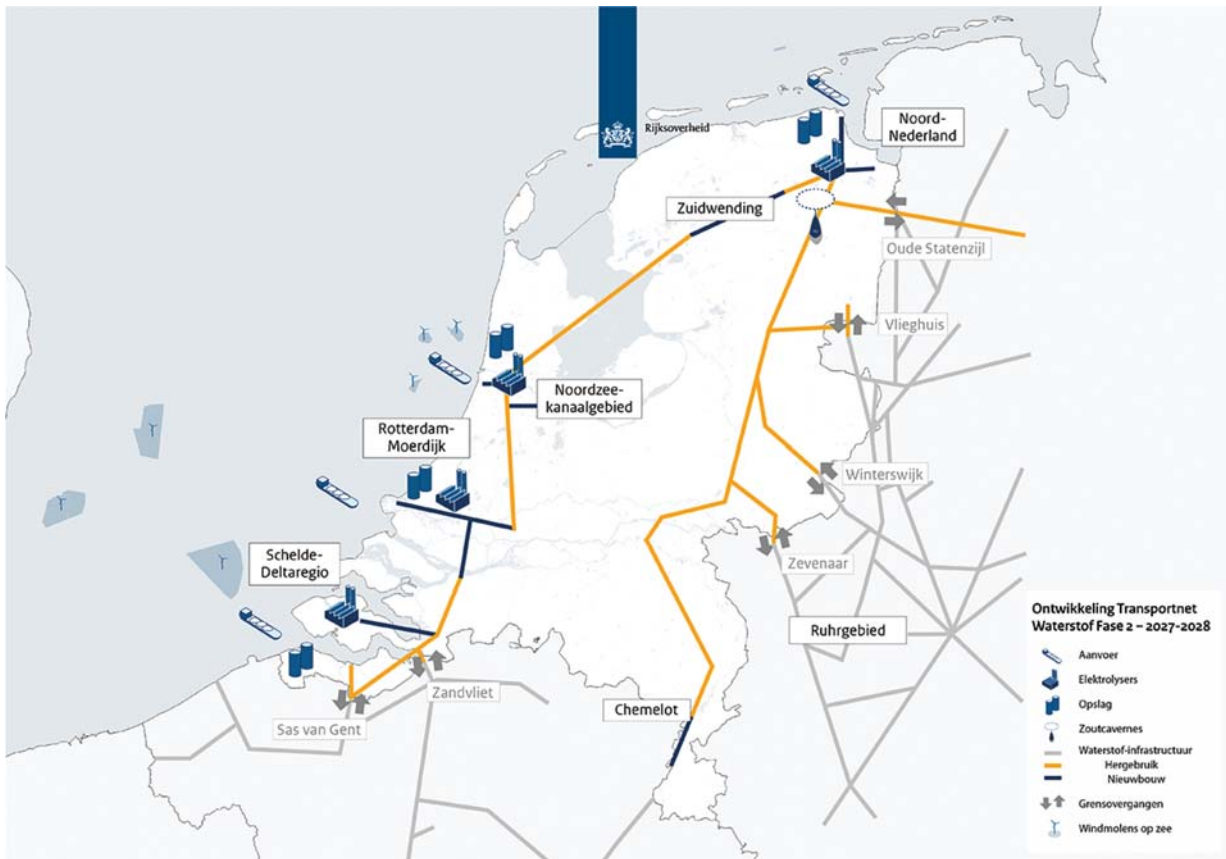 Rijksoverheid
Noord-
Nederland
Zuidwending
Oude Statenzijl
Vlieghuis
Noordzee-
kanaalgebied
Rotterdam-
Moerdijk
Winterswijk
Zevenaar
Schelde-
Deltaregio
Ruhrgebied
Zandvliet
Sas van Gent
Chemelot
Ontwikkeling Transportnet
Waterstof Fase 2 – 2027-2028
Aanvoer
Elektrolysers
Opslag
Zoutcavernes
Waterstof-infrastructuur
Hergebruik
Nieuwbouw
Grensovergangen
Windmolens op zee